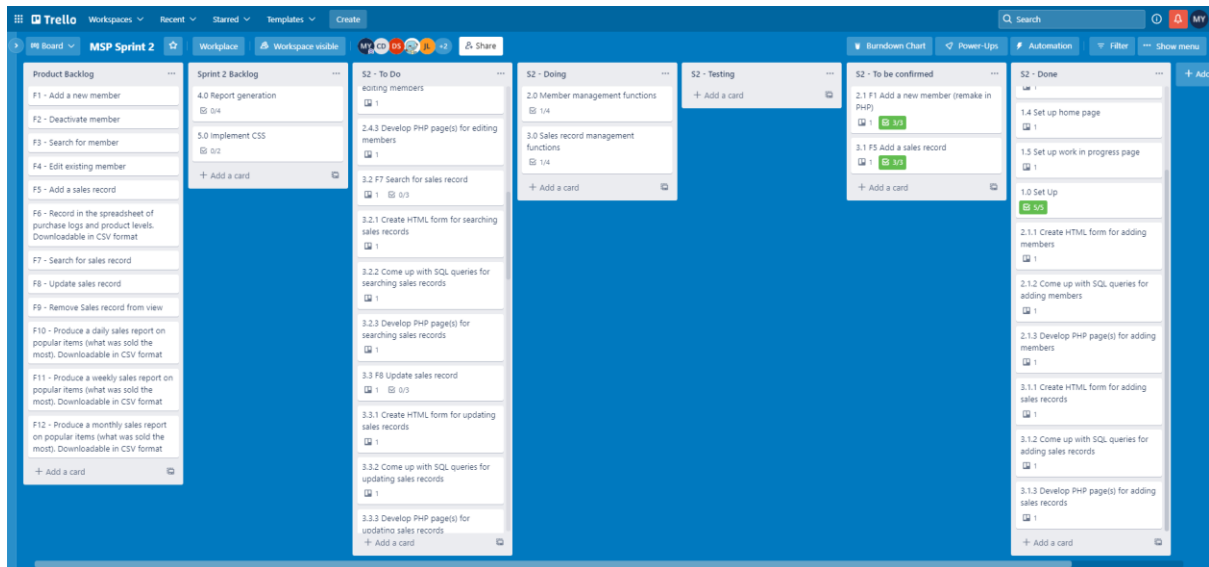 Trello Workspaces Recent Starred Templates Create Search MY
Board MSP Sprint 2 Workplace Workspace visible MY CD DS JL +2 Share Burndown Chart Power-Ups Automation Filter ··· Show menu
Product Backlog ···
F1 - Add a new member
F2 - Deactivate member
F3 - Search for member
F4 - Edit existing member
F5 - Add a sales record
F6 - Record in the spreadsheet of
purchase logs and product levels.
Downloadable in CSV format
F7 - Search for sales record
F8 - Update sales record
F9 - Remove Sales record from view
F10 - Produce a daily sales report on
popular items (what was sold the
most). Downloadable in CSV format
F11 - Produce a weekly sales report on
popular items (what was sold the
most). Downloadable in CSV format
F12 - Produce a monthly sales report
on popular items (what was sold the
most). Downloadable in CSV format
+ Add a card
Sprint 2 Backlog ···
4.0 Report generation
0/4
5.0 Implement CSS
0/2
+ Add a card
S2 - To Do ···
editing members
1
2.4.3 Develop PHP page(s) for editing
members
1
3.2 F7 Search for sales record
1 0/3
3.2.1 Create HTML form for searching
sales records
1
3.2.2 Come up with SQL queries for
searching sales records
1
3.2.3 Develop PHP page(s) for
searching sales records
1
3.3 F8 Update sales record
1 0/3
3.3.1 Create HTML form for updating
sales records
1
3.3.2 Come up with SQL queries for
updating sales records
1
3.3.3 Develop PHP page(s) for
updating sales records
+ Add a card
S2 - Doing ···
2.0 Member management functions
1/4
3.0 Sales record management
functions
1/4
+ Add a card
S2 - Testing ···
+ Add a card
S2 - To be confirmed ···
2.1 F1 Add a new member (remake in
PHP)
1 3/3
3.1 F5 Add a sales record
1 3/3
+ Add a card
S2 - Done ···
1
1.4 Set up home page
1
1.5 Set up work in progress page
1
1.0 Set Up
5/5
2.1.1 Create HTML form for adding
members
1
2.1.2 Come up with SQL queries for
adding members
1
2.1.3 Develop PHP page(s) for adding
members
1
3.1.1 Create HTML form for adding
sales records
1
3.1.2 Come up with SQL queries for
adding sales records
1
3.1.3 Develop PHP page(s) for adding
sales records
1
+ Add a card
+ Add